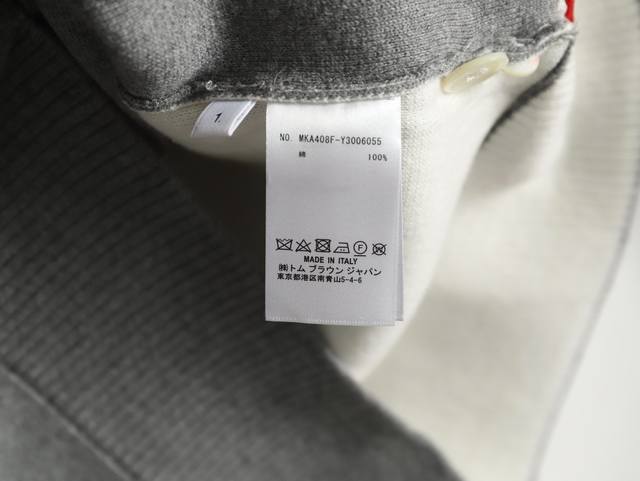 1
NO. MKA408F-Y3006055
綿 100%
F
MADE IN ITALY
㈱トム ブラウン ジャパン
東京都港区南青山5-4-6